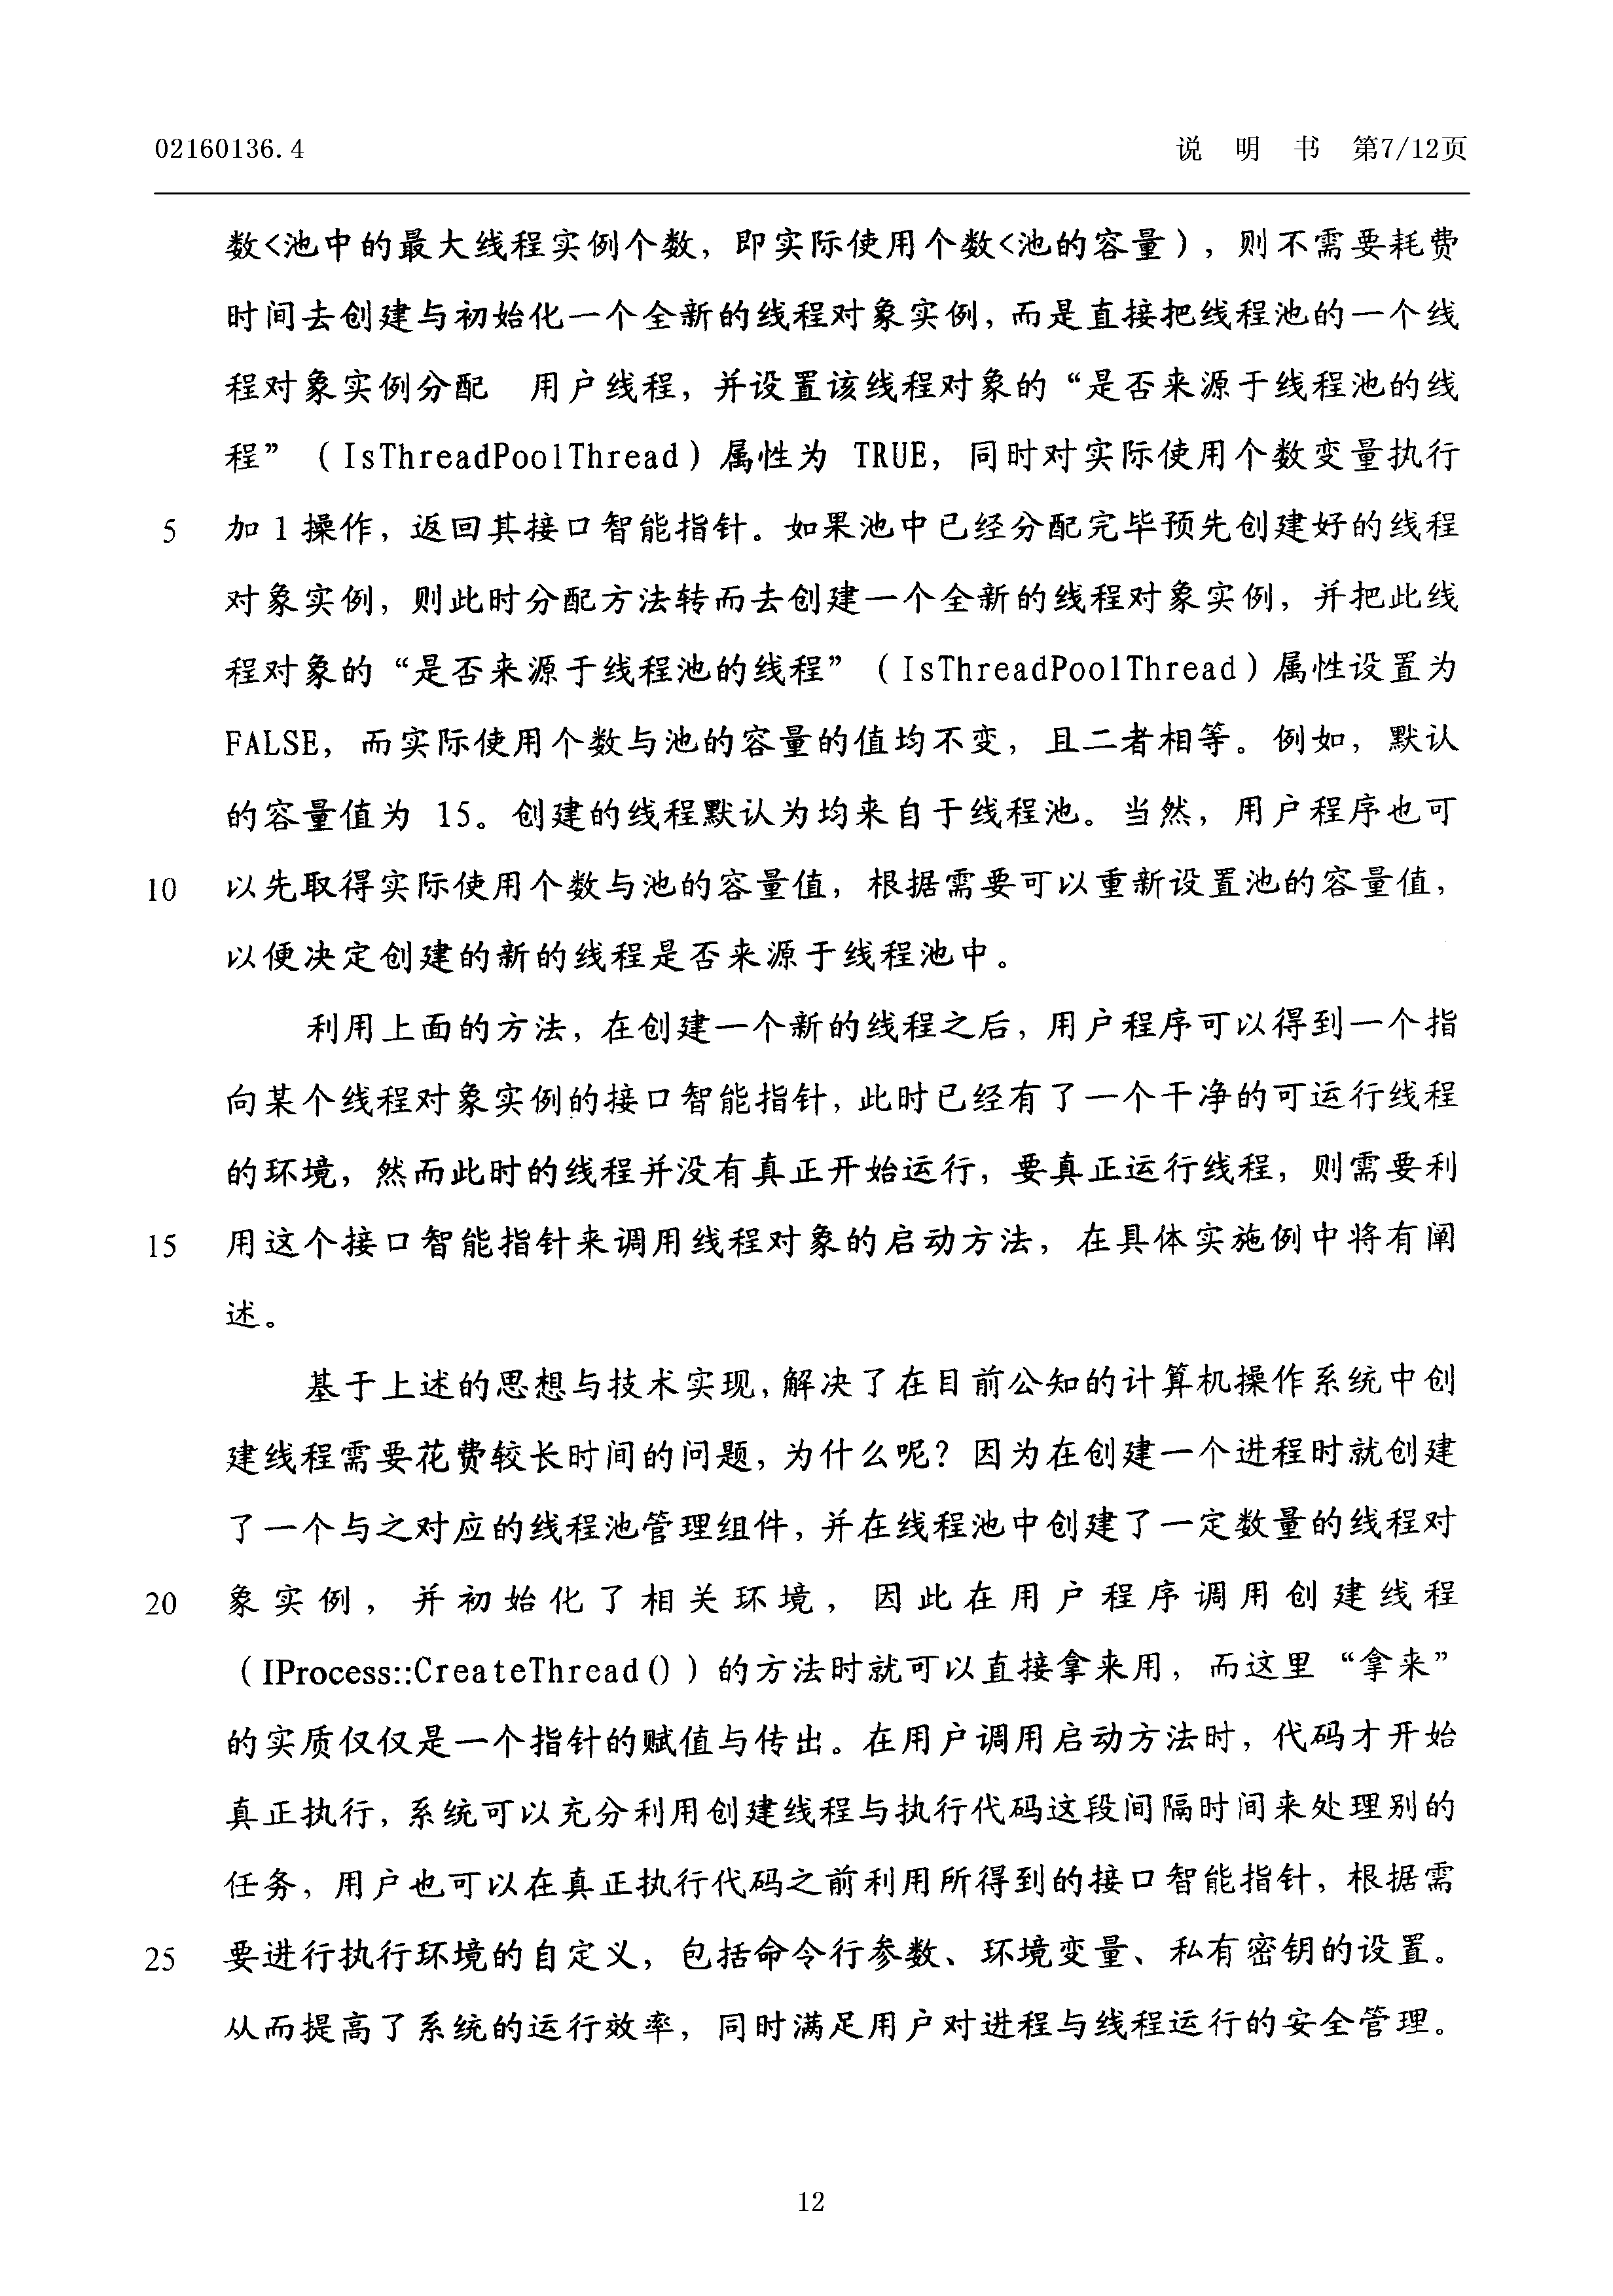 02160136.4 说 明 书 第7/12页
数<池中的最大线程实例个数，即实际使用个数<池的容量），则不需要耗费
时间去创建与初始化一个全新的线程对象实例，而是直接把线程池的一个线
程对象实例分配　用户线程，并设置该线程对象的“是否来源于线程池的线
程”（IsThreadPoolThread）属性为 TRUE，同时对实际使用个数变量执行
5 加 1 操作，返回其接口智能指针。如果池中已经分配完毕预先创建好的线程
对象实例，则此时分配方法转而去创建一个全新的线程对象实例，并把此线
程对象的“是否来源于线程池的线程”（IsThreadPoolThread）属性设置为
FALSE，而实际使用个数与池的容量的值均不变，且二者相等。例如，默认
的容量值为 15。创建的线程默认为均来自于线程池。当然，用户程序也可
10 以先取得实际使用个数与池的容量值，根据需要可以重新设置池的容量值，
以便决定创建的新的线程是否来源于线程池中。
利用上面的方法，在创建一个新的线程之后，用户程序可以得到一个指
向某个线程对象实例的接口智能指针，此时已经有了一个干净的可运行线程
的环境，然而此时的线程并没有真正开始运行，要真正运行线程，则需要利
15 用这个接口智能指针来调用线程对象的启动方法，在具体实施例中将有阐
述。
基于上述的思想与技术实现，解决了在目前公知的计算机操作系统中创
建线程需要花费较长时间的问题，为什么呢？因为在创建一个进程时就创建
了一个与之对应的线程池管理组件，并在线程池中创建了一定数量的线程对
20 象实例，并初始化了相关环境，因此在用户程序调用创建线程
（IProcess::CreateThread()）的方法时就可以直接拿来用，而这里“拿来”
的实质仅仅是一个指针的赋值与传出。在用户调用启动方法时，代码才开始
真正执行，系统可以充分利用创建线程与执行代码这段间隔时间来处理别的
任务，用户也可以在真正执行代码之前利用所得到的接口智能指针，根据需
25 要进行执行环境的自定义，包括命令行参数、环境变量、私有密钥的设置。
从而提高了系统的运行效率，同时满足用户对进程与线程运行的安全管理。
12